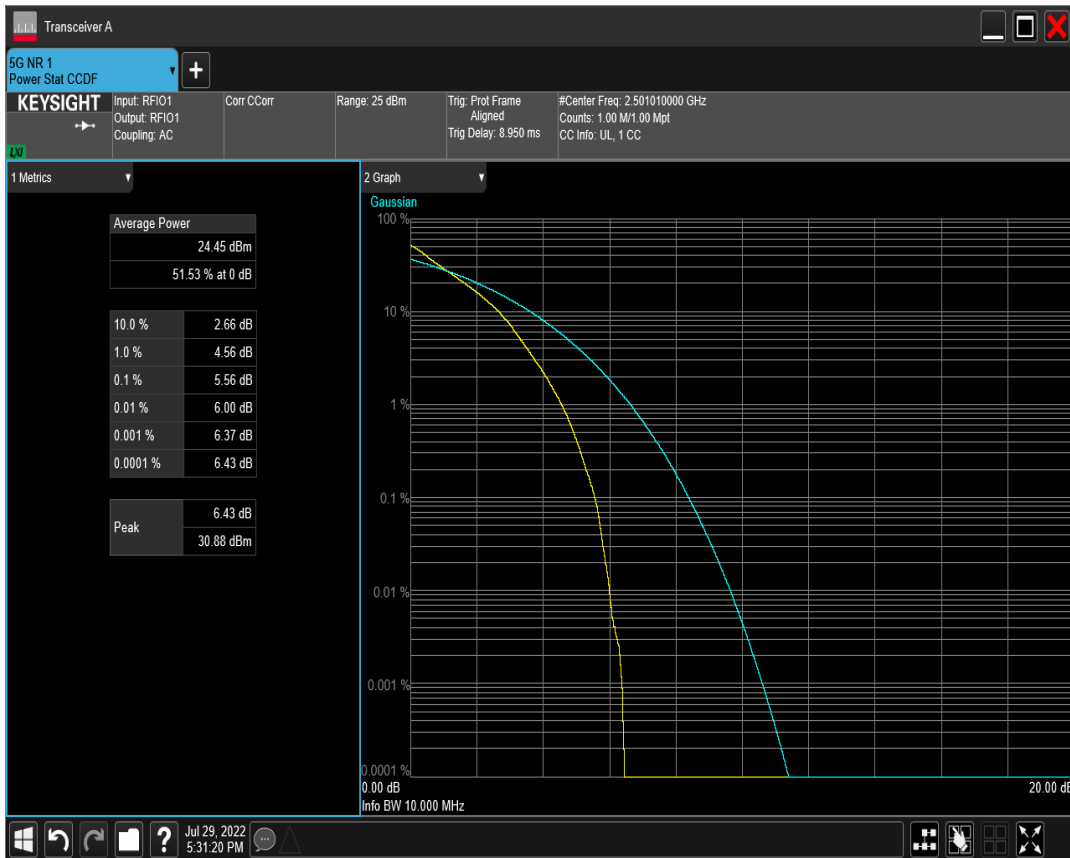 Transceiver A
5G NR 1
Power Stat CCDF
+
KEYSIGHT
LXI
Input: RFIO1
Output: RFIO1
Coupling: AC
Corr CCorr
Range: 25 dBm
Trig: Prot Frame
Aligned
Trig Delay: 8.950 ms
#Center Freq: 2.501010000 GHz
Counts: 1.00 M/1.00 Mpt
CC Info: UL, 1 CC
1 Metrics
Average Power
24.45 dBm
51.53 % at 0 dB
10.0 % 2.66 dB
1.0 % 4.56 dB
0.1 % 5.56 dB
0.01 % 6.00 dB
0.001 % 6.37 dB
0.0001 % 6.43 dB
Peak
6.43 dB
30.88 dBm
2 Graph
Gaussian
100 %
10 %
1 %
0.1 %
0.01 %
0.001 %
0.0001 %
0.00 dB 20.00 dB
Info BW 10.000 MHz
?
Jul 29, 2022
5:31:20 PM